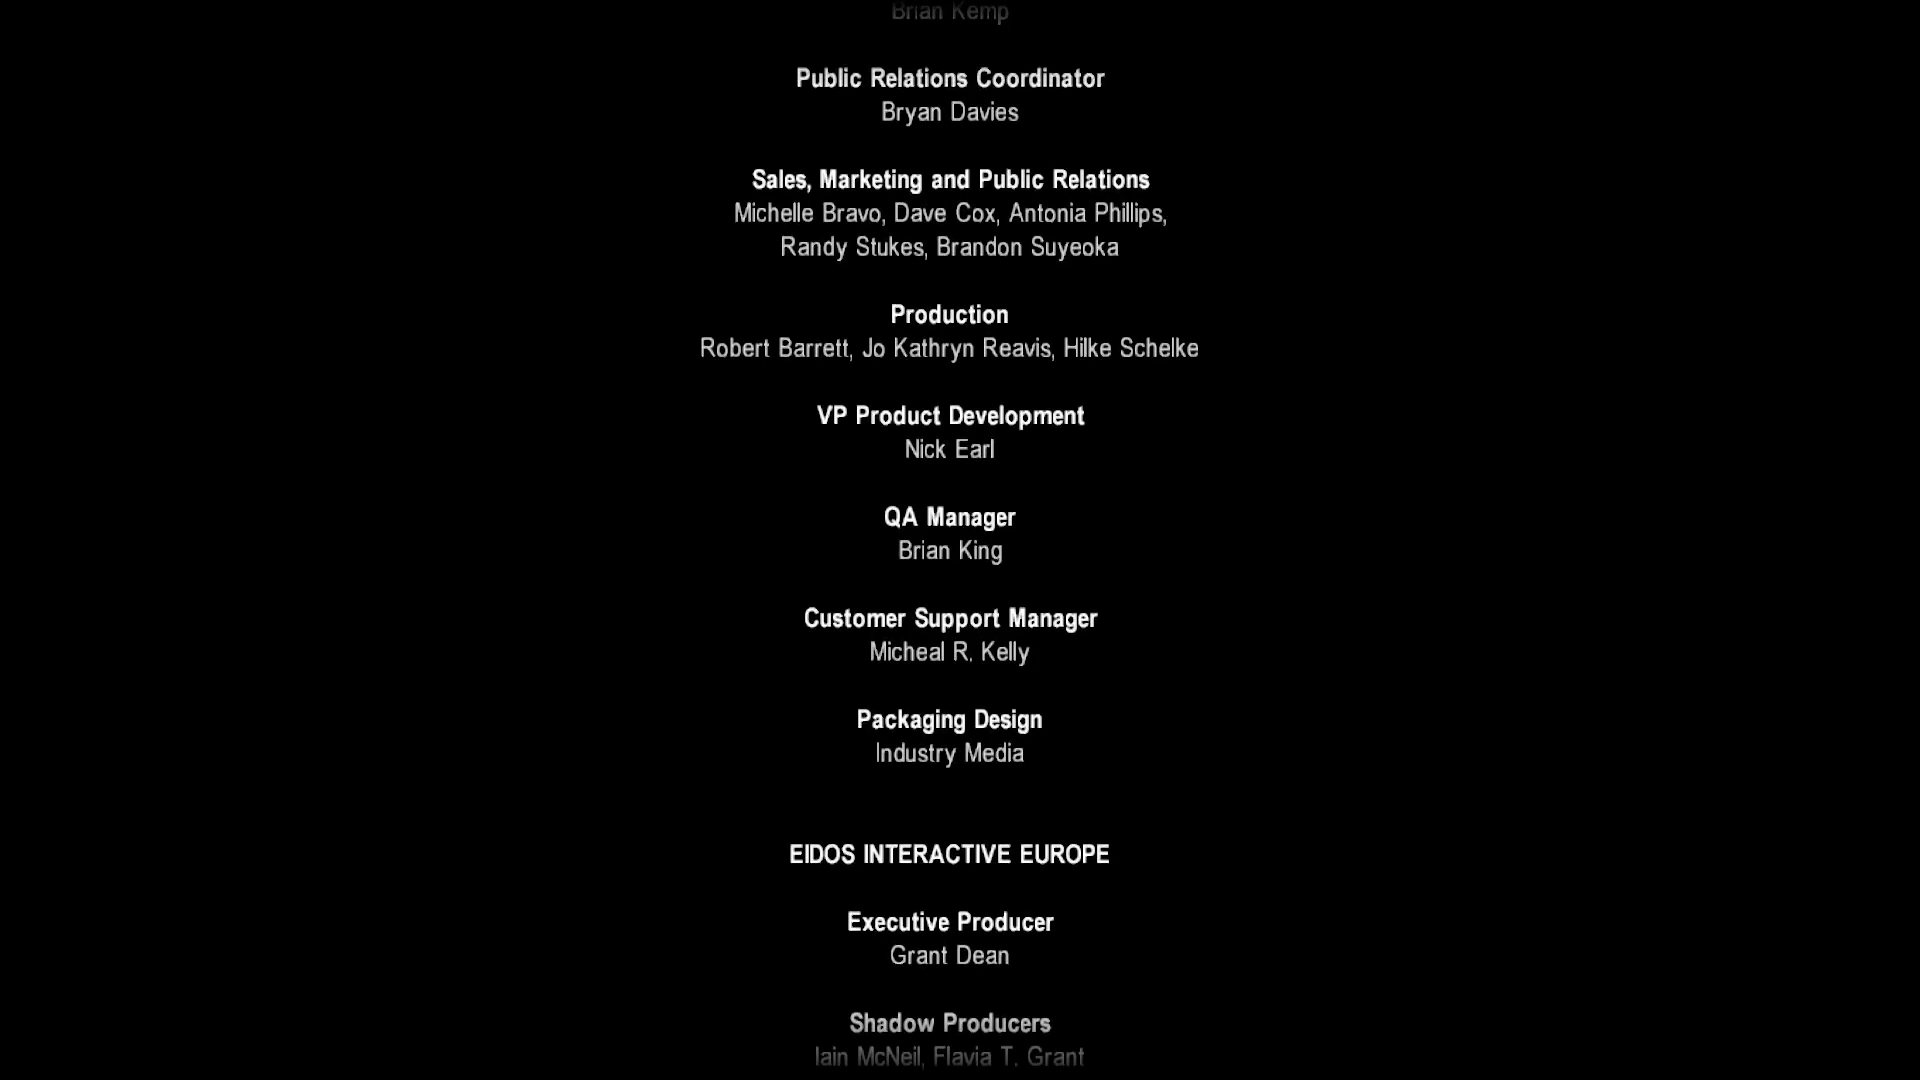 Brian Kemp
Public Relations Coordinator
Bryan Davies
Sales, Marketing and Public Relations
Michelle Bravo, Dave Cox, Antonia Phillips,
Randy Stukes, Brandon Suyeoka
Production
Robert Barrett, Jo Kathryn Reavis, Hilke Schelke
VP Product Development
Nick Earl
QA Manager
Brian King
Customer Support Manager
Micheal R. Kelly
Packaging Design
Industry Media
EIDOS INTERACTIVE EUROPE
Executive Producer
Grant Dean
Shadow Producers
Iain McNeil, Flavia T. Grant